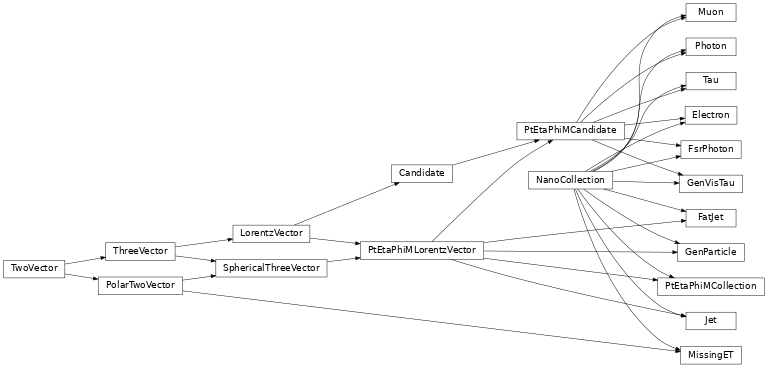 Muon
Photon
Tau
Electron
PtEtaPhiMCandidate
FsrPhoton
Candidate
NanoCollection
GenVisTau
FatJet
LorentzVector
ThreeVector
PtEtaPhiMLorentzVector
GenParticle
TwoVector
SphericalThreeVector
PolarTwoVector
PtEtaPhiMCollection
Jet
MissingET